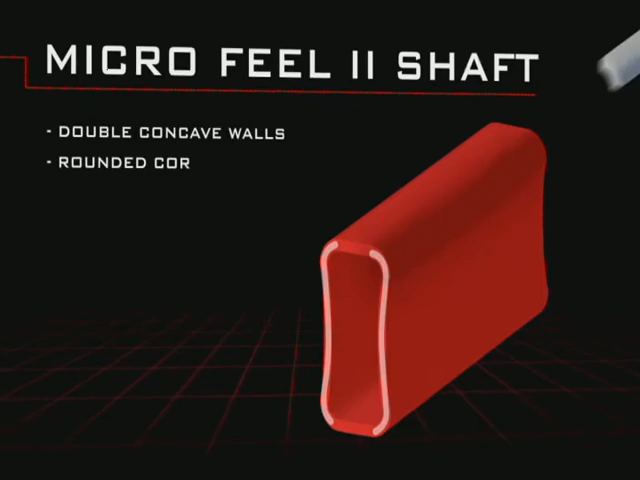 MICRO FEEL II SHAFT
- DOUBLE CONCAVE WALLS
- ROUNDED COR